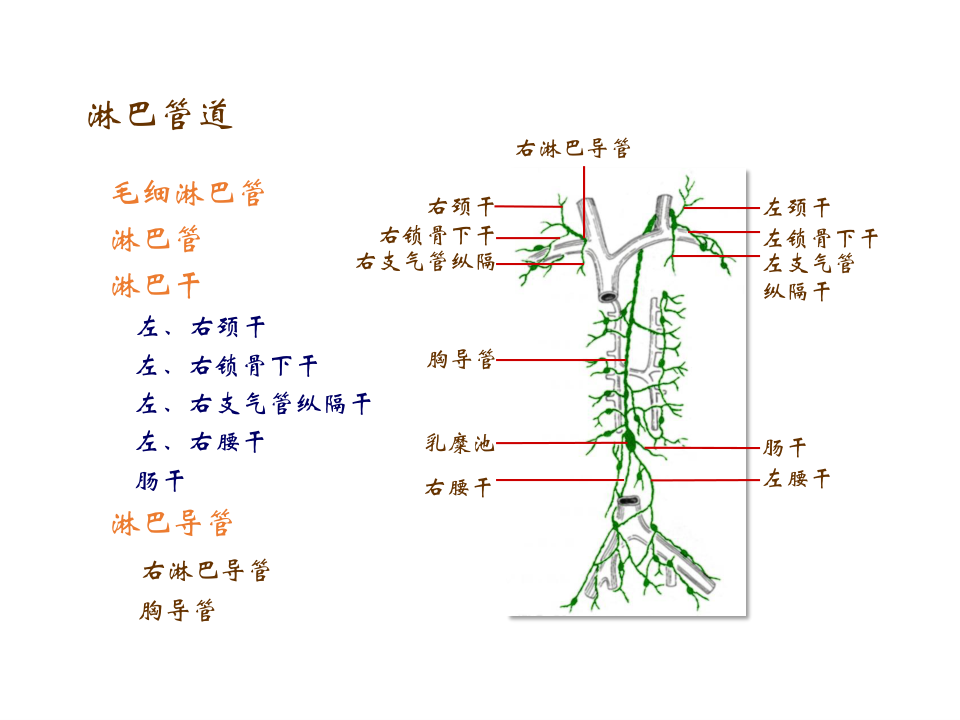 淋巴管道
毛细淋巴管
淋巴管
淋巴干
左、右颈干
左、右锁骨下干
左、右支气管纵隔干
左、右腰干
肠干
淋巴导管
右淋巴导管
胸导管
右淋巴导管
右颈干
右锁骨下干
右支气管纵隔
胸导管
乳糜池
右腰干
左颈干
左锁骨下干
左支气管
纵隔干
肠干
左腰干